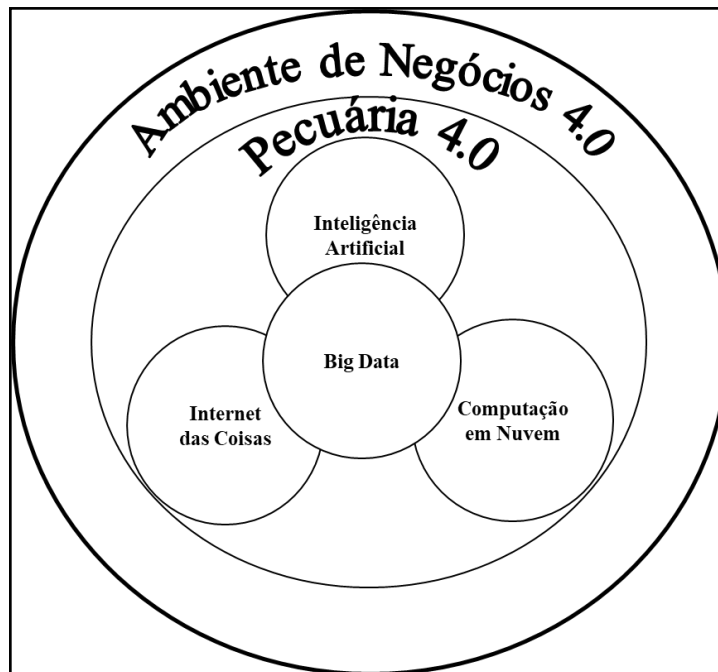 Ambiente de Negócios 4.0
Pecuária 4.0
Inteligência
Artificial
Big Data
Internet
das Coisas
Computação
em Nuvem